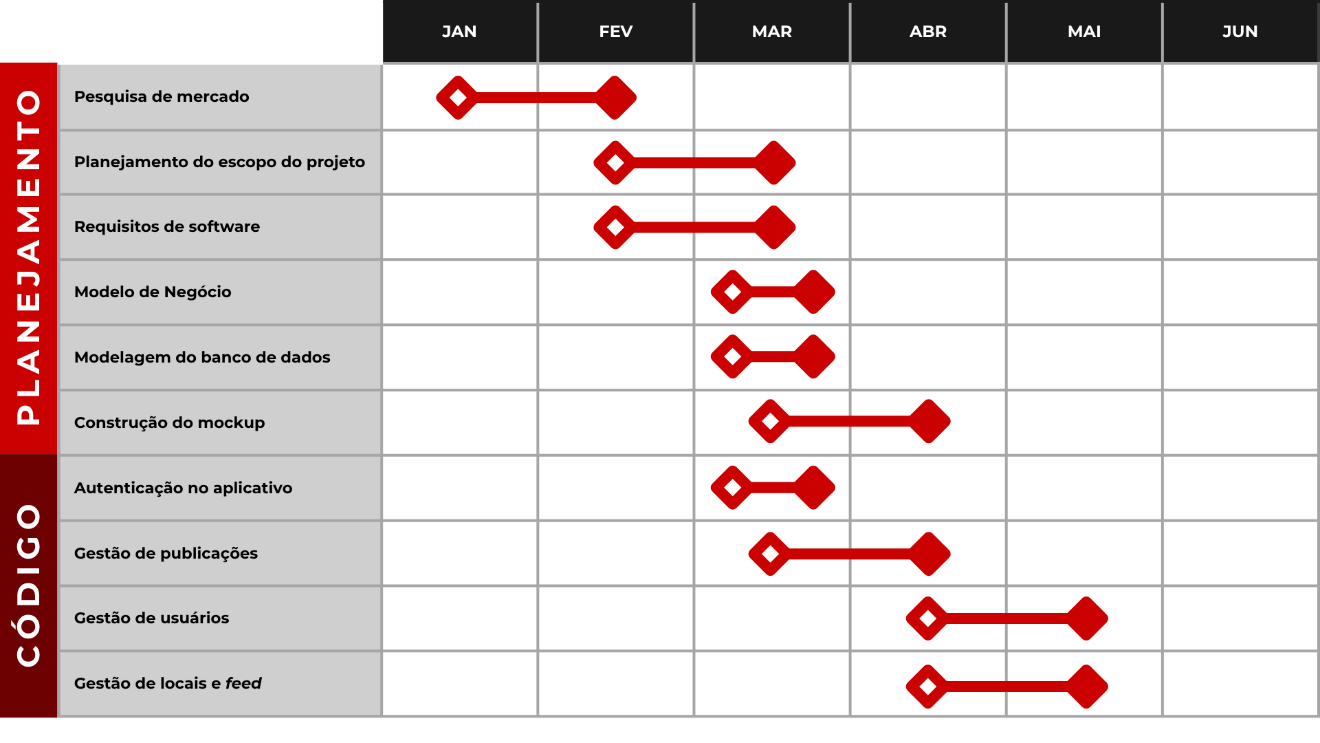 JAN FEV MAR ABR MAI JUN
PLANEJAMENTO
Pesquisa de mercado
Planejamento do escopo do projeto
Requisitos de software
Modelo de Negócio
Modelagem do banco de dados
Construção do mockup
CÓDIGO
Autenticação no aplicativo
Gestão de publicações
Gestão de usuários
Gestão de locais e feed